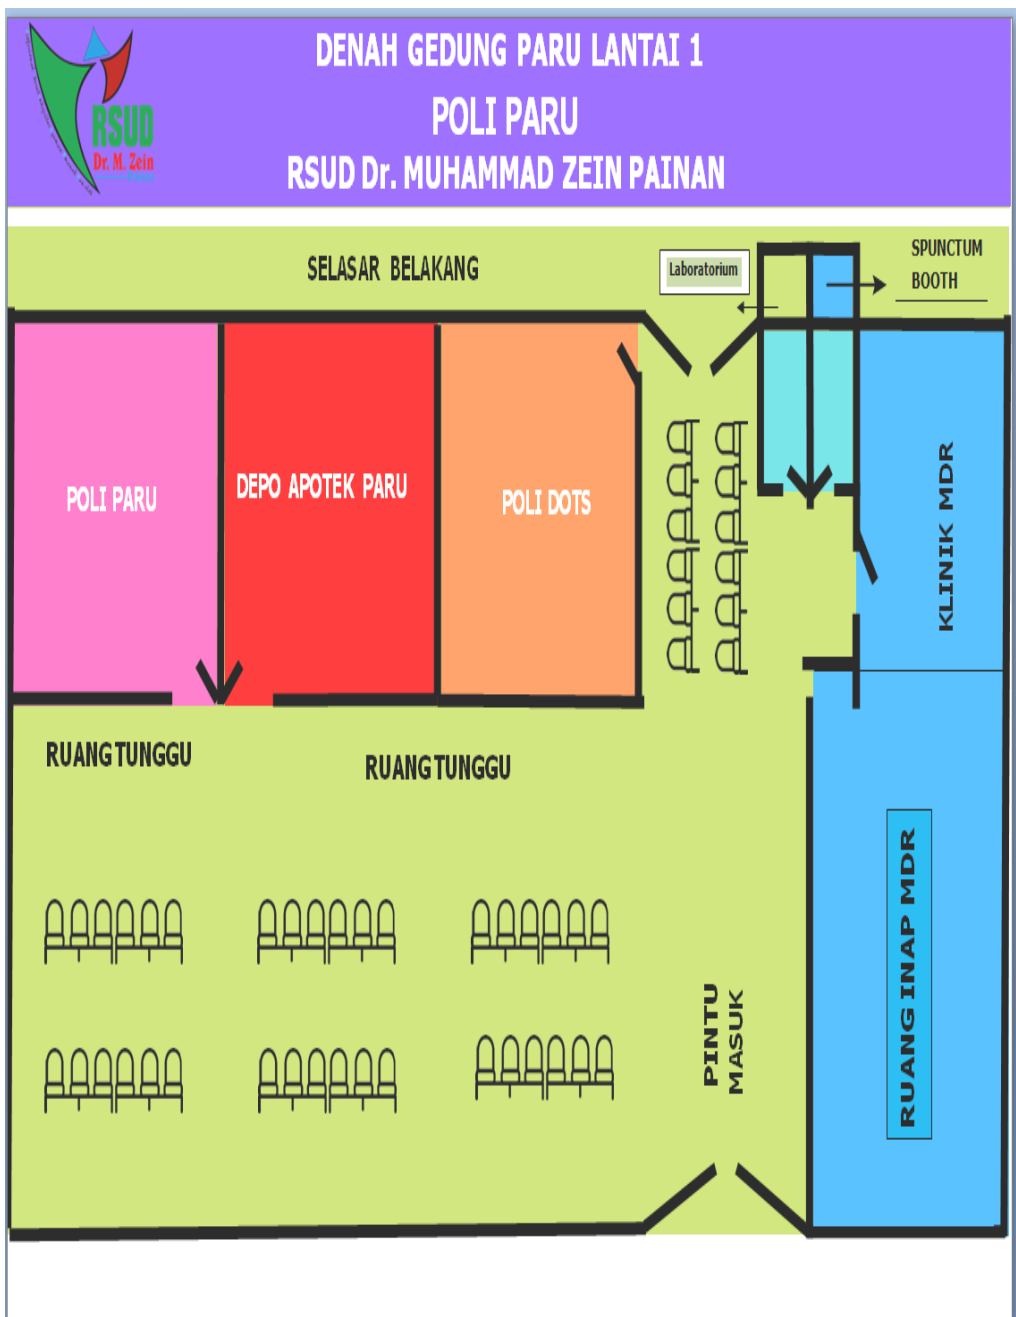 DENAH GEDUNG PARU LANTAI 1
POLI PARU
RSUD Dr. MUHAMMAD ZEIN PAINAN
RSUD
Dr. M. Zein
SELASAR BELAKANG
Laboratorium
SPUNCTUM
BOOTH
POLI PARU
DEPO APOTEK PARU
POLI DOTS
KLINIK MDR
RUANG TUNGGU
RUANG TUNGGU
RUANG INAP MDR
PINTU
MASUK